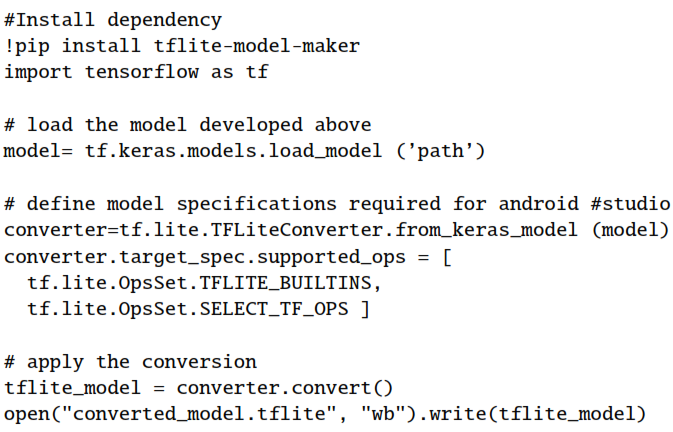 #Install dependency
!pip install tflite-model-maker
import tensorflow as tf
# load the model developed above
model= tf.keras.models.load_model (’path’)
# define model specifications required for android #studio
converter=tf.lite.TFLiteConverter.from_keras_model (model)
converter.target_spec.supported_ops = [
tf.lite.OpsSet.TFLITE_BUILTINS,
tf.lite.OpsSet.SELECT_TF_OPS ]
# apply the conversion
tflite_model = converter.convert()
open("converted_model.tflite", "wb").write(tflite_model)